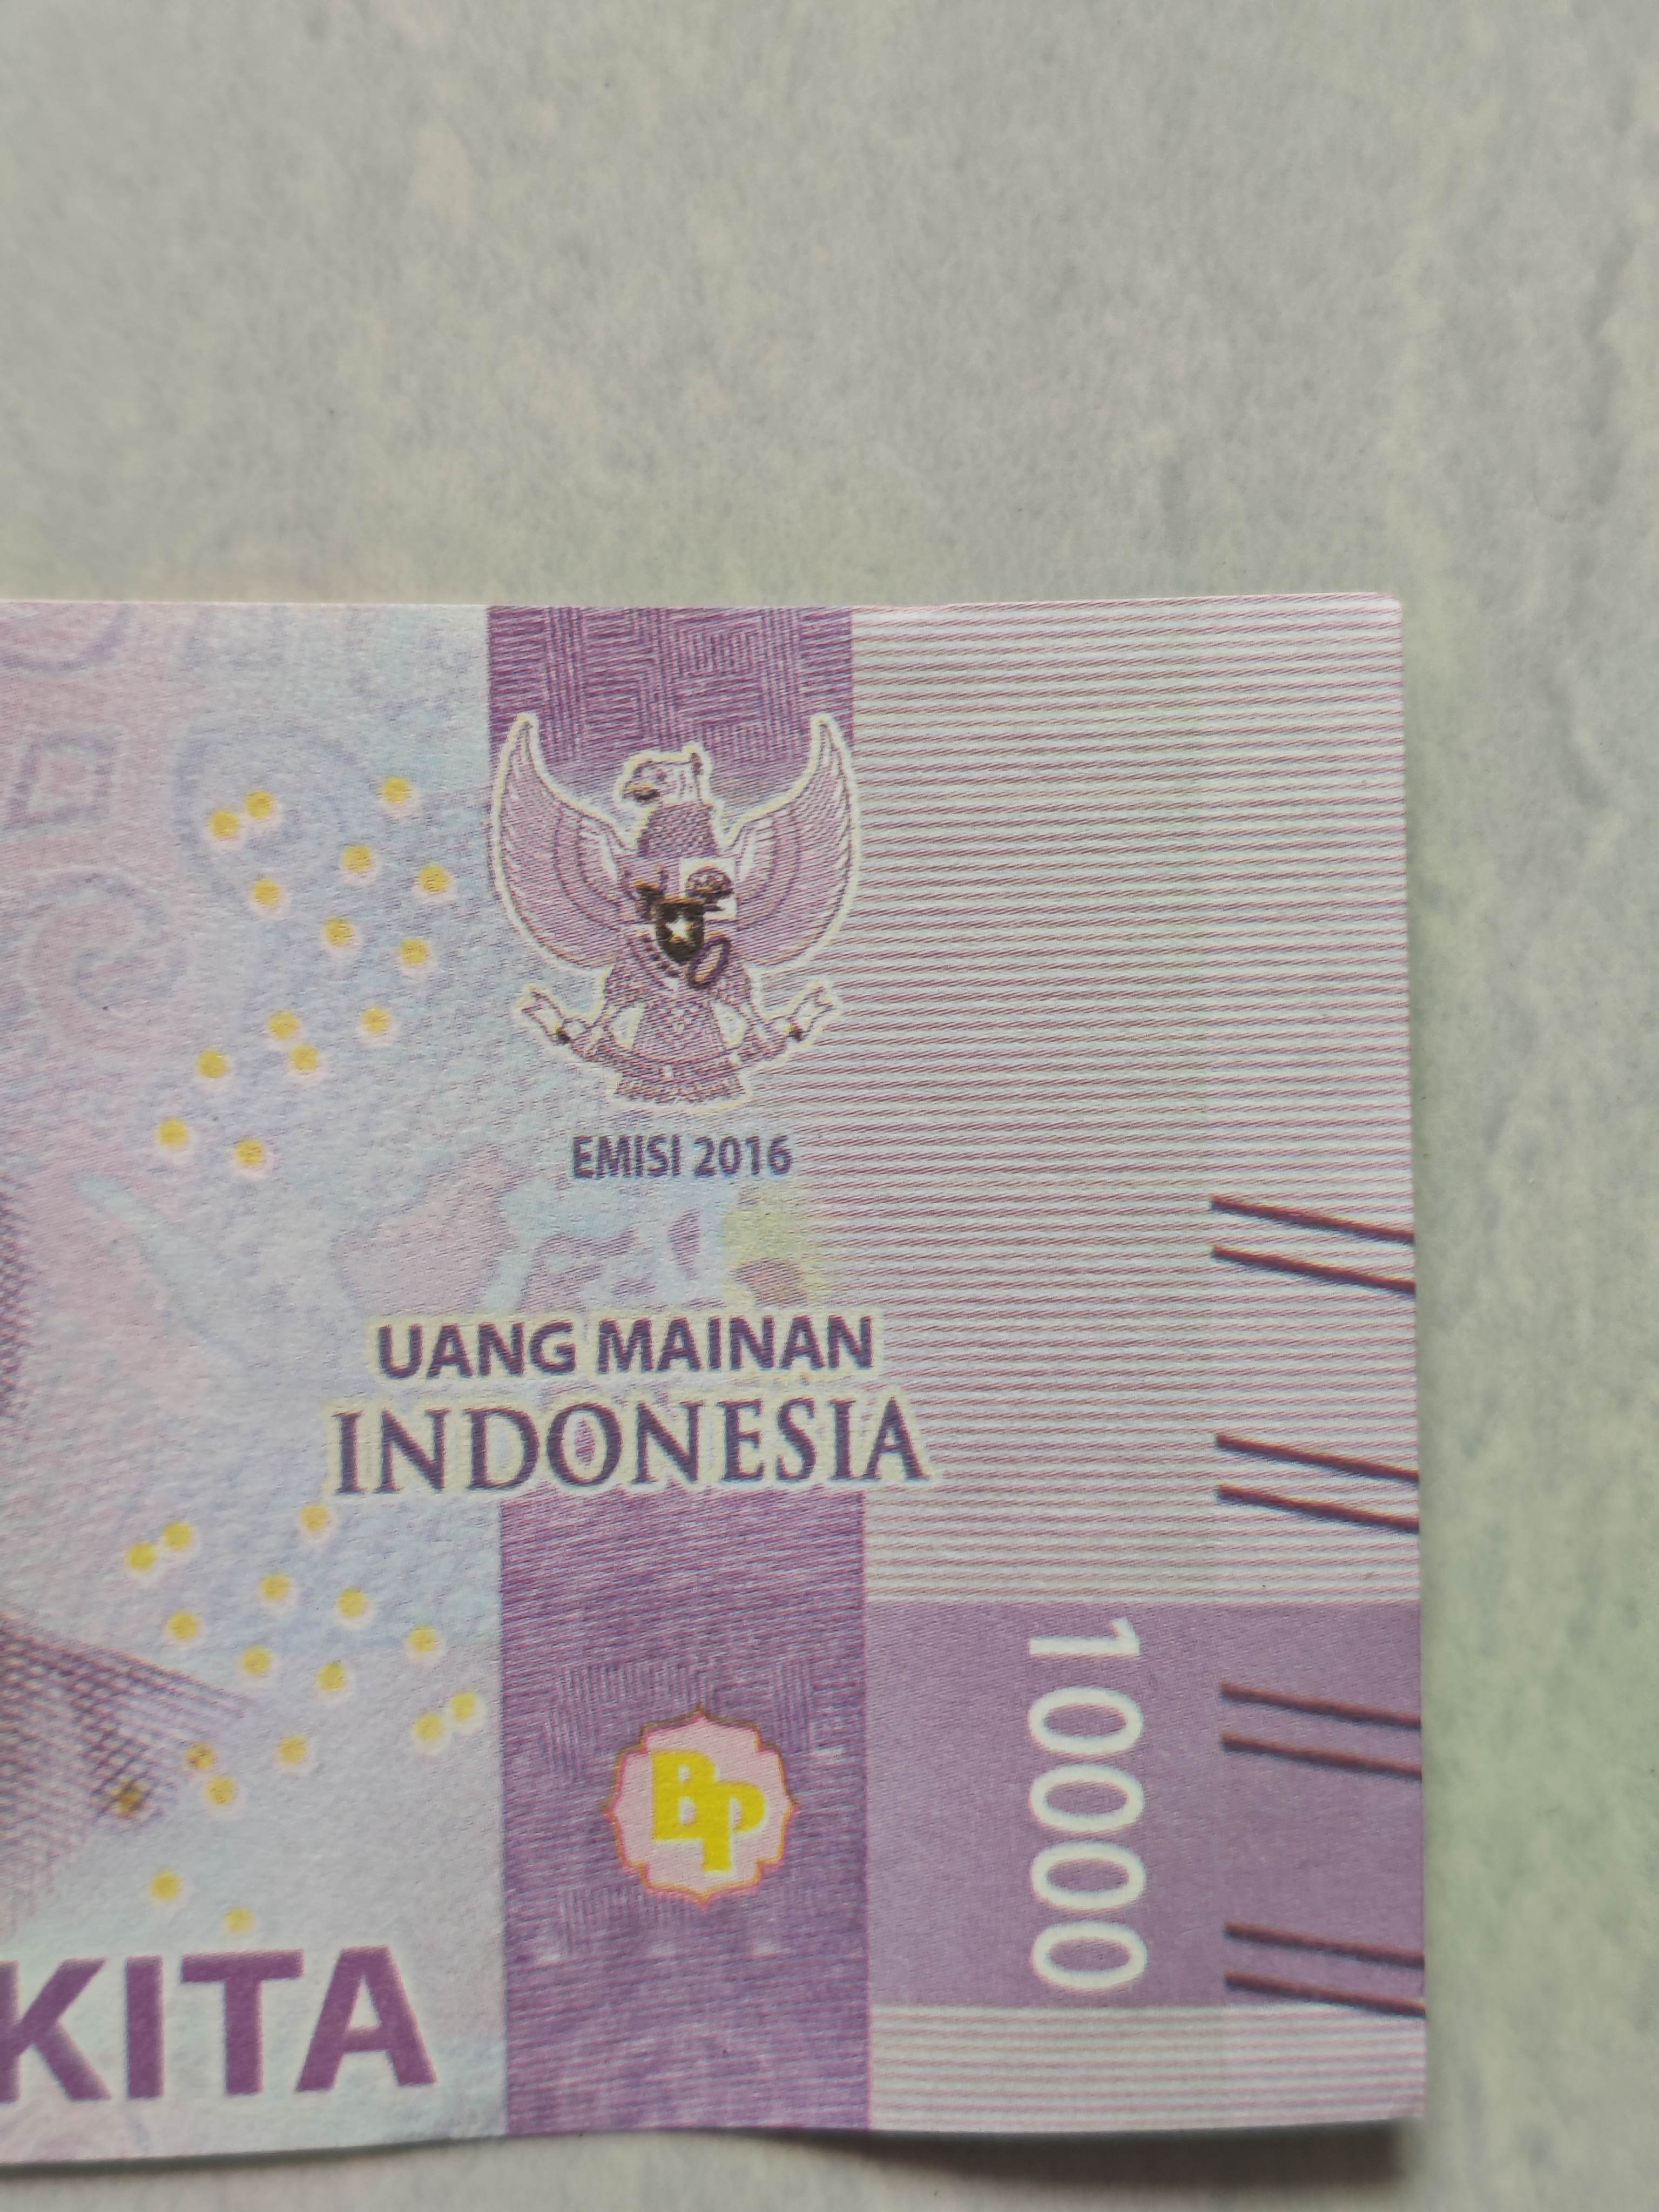 EMISI 2016
UANG MAINAN
INDONESIA
BP
10000
KITA